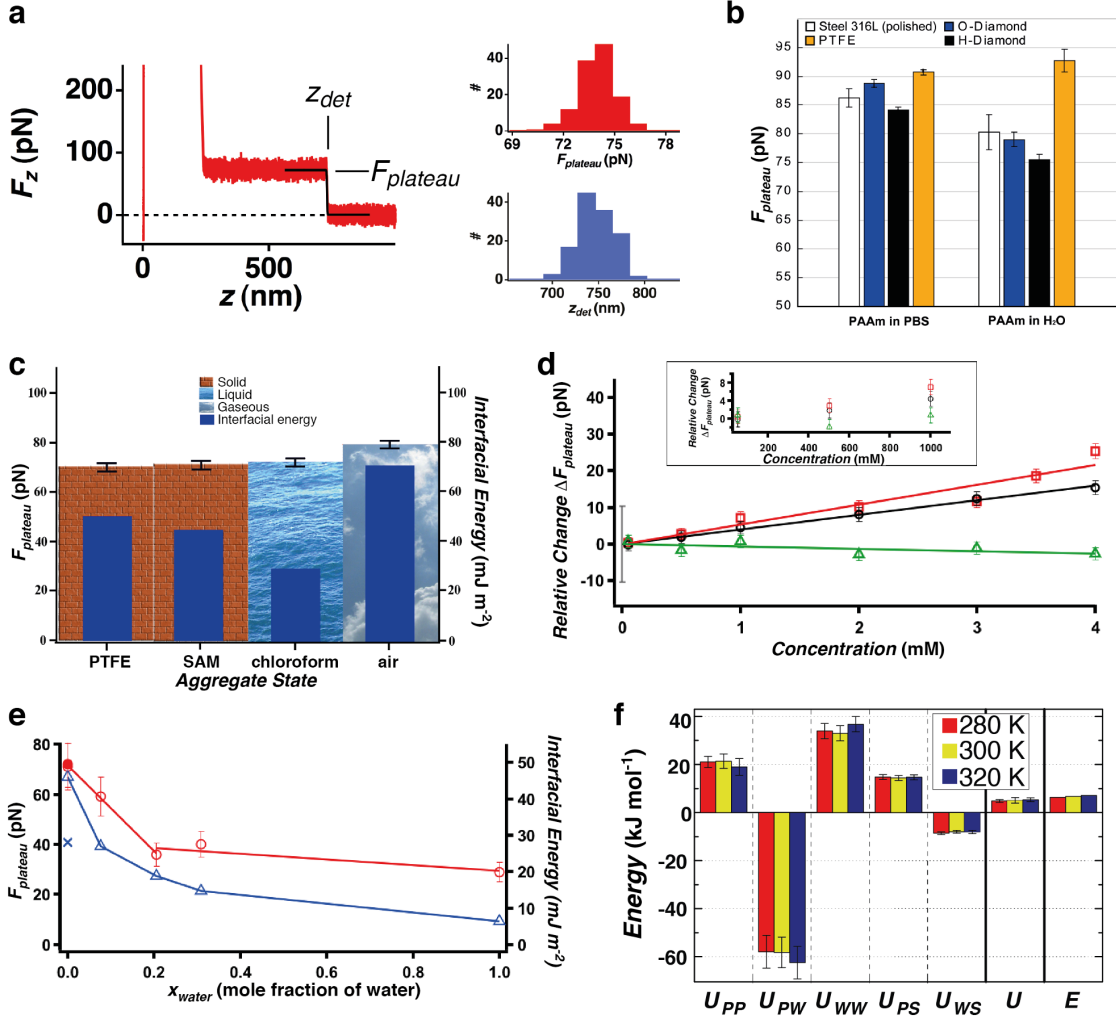 a
F_z (pN)
200
100
0
z_det
F_plateau
0
500
z (nm)
#
40
20
0
69
72
75
78
F_plateau (pN)
#
40
20
0
700
750
800
z_det (nm)
b
Steel 316L (polished)
O-Diamond
PTFE
H-Diamond
F_plateau (pN)
95
90
85
80
75
70
65
60
55
50
PAAm in PBS
PAAm in H₂O
c
Solid
Liquid
Gaseous
Interfacial energy
F_plateau (pN)
100
80
60
40
20
0
Interfacial Energy (mJ m⁻²)
100
80
60
40
20
0
PTFE
SAM
chloroform
air
Aggregate State
d
Relative Change ΔF_plateau (pN)
40
30
20
10
0
-10
Relative Change
ΔF_plateau (pN)
8
4
0
200
400
600
800
1000
Concentration (mM)
0
1
2
3
4
Concentration (mM)
e
F_plateau (pN)
80
60
40
20
0
Interfacial Energy (mJ m⁻²)
50
40
30
20
10
0
0.0
0.2
0.4
0.6
0.8
1.0
x_water (mole fraction of water)
f
280 K
300 K
320 K
Energy (kJ mol⁻¹)
40
20
0
-20
-40
-60
U_PP
U_PW
U_WW
U_PS
U_WS
U
E